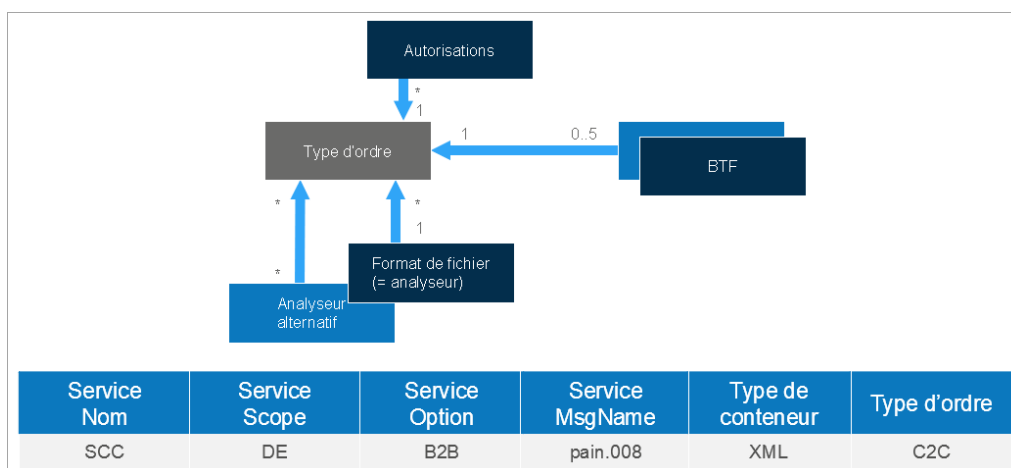 Autorisations
*
1
Type d'ordre
1
0..5
BTF
*
*
1
*
Format de fichier
(= analyseur)
Analyseur
alternatif
Service Nom
Service Scope
Service Option
Service MsgName
Type de conteneur
Type d’ordre
SCC
DE
B2B
pain.008
XML
C2C